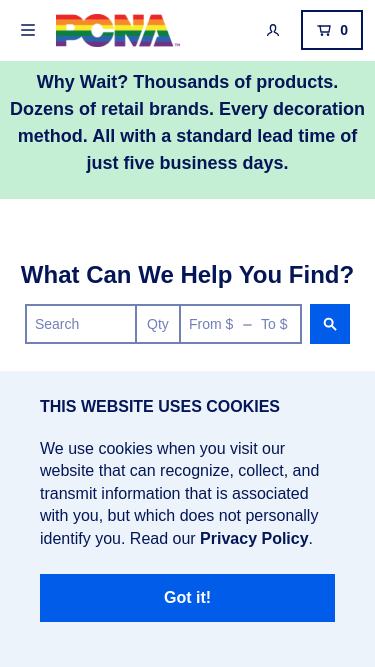 PCNA™
0
Why Wait? Thousands of products.
Dozens of retail brands. Every decoration
method. All with a standard lead time of
just five business days.
What Can We Help You Find?
Search Qty From $ – To $
THIS WEBSITE USES COOKIES
We use cookies when you visit our
website that can recognize, collect, and
transmit information that is associated
with you, but which does not personally
identify you. Read our Privacy Policy.
Got it!